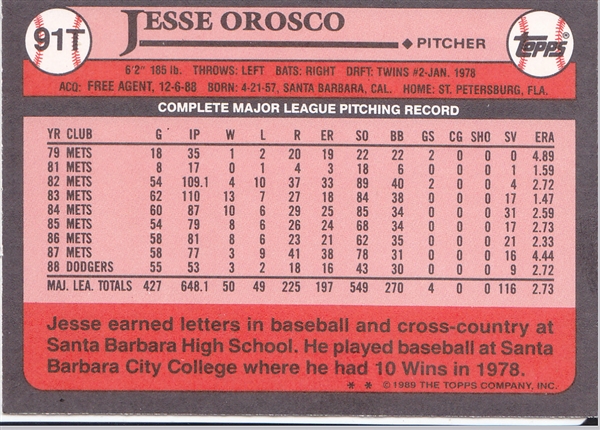 91T
JESSE OROSCO
PITCHER
Topps®
6'2" 185 lb. THROWS: LEFT BATS: RIGHT DRFT: TWINS #2-JAN. 1978
ACQ: FREE AGENT, 12-6-88 BORN: 4-21-57, SANTA BARBARA, CAL. HOME: ST. PETERSBURG, FLA.
COMPLETE MAJOR LEAGUE PITCHING RECORD
YR CLUB G IP W L R ER SO BB GS CG SHO SV ERA
79 METS 18 35 1 2 20 19 22 22 2 0 0 0 4.89
81 METS 8 17 0 1 4 3 18 6 0 0 0 1 1.59
82 METS 54 109.1 4 10 37 33 89 40 2 0 0 4 2.72
83 METS 62 110 13 7 27 18 84 38 0 0 0 17 1.47
84 METS 60 87 10 6 29 25 85 34 0 0 0 31 2.59
85 METS 54 79 8 6 26 24 68 34 0 0 0 17 2.73
86 METS 58 81 8 6 23 21 62 35 0 0 0 21 2.33
87 METS 58 77 3 9 41 38 78 31 0 0 0 16 4.44
88 DODGERS 55 53 3 2 18 16 43 30 0 0 0 9 2.72
MAJ. LEA. TOTALS 427 648.1 50 49 225 197 549 270 4 0 0 116 2.73
Jesse earned letters in baseball and cross-country at
Santa Barbara High School. He played baseball at Santa
Barbara City College where he had 10 Wins in 1978.
* * © 1989 THE TOPPS COMPANY, INC.